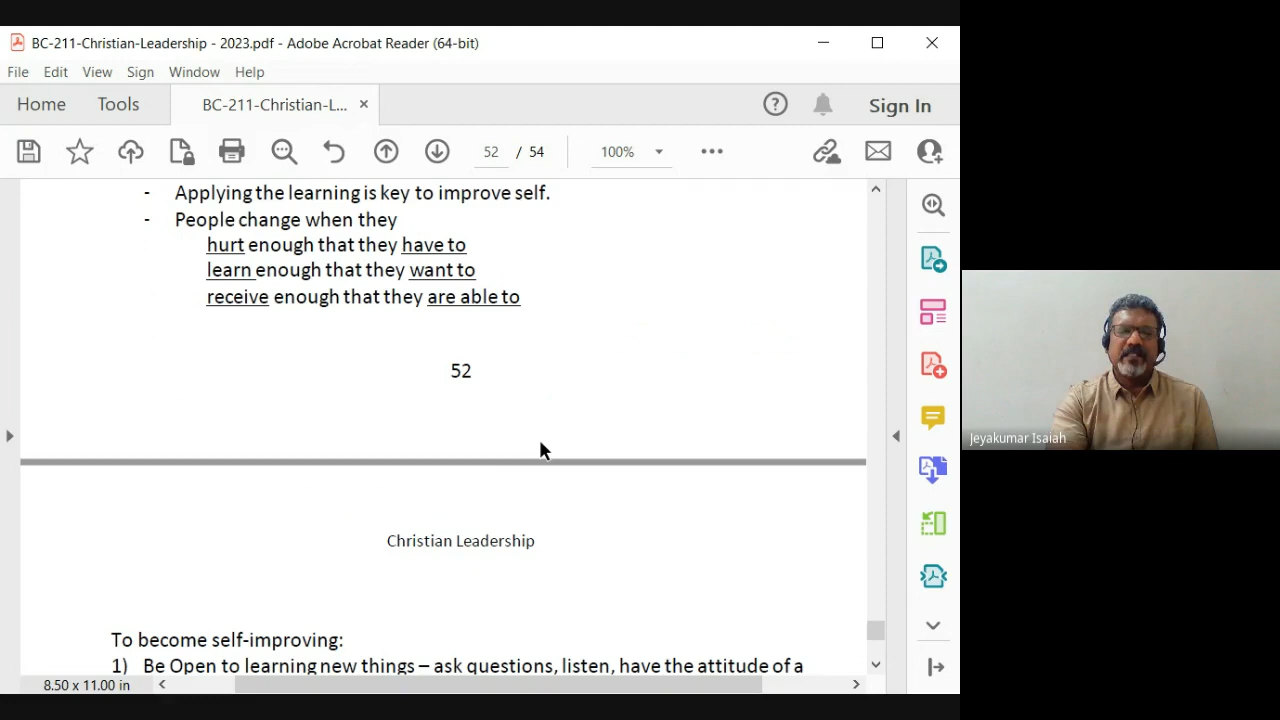 BC-211-Christian-Leadership - 2023.pdf - Adobe Acrobat Reader (64-bit)
File Edit View Sign Window Help
Home Tools BC-211-Christian-L... Sign In
52 / 54 100%
- Applying the learning is key to improve self.
- People change when they
hurt enough that they have to
learn enough that they want to
receive enough that they are able to
52
Christian Leadership
To become self-improving:
1) Be Open to learning new things – ask questions, listen, have the attitude of a
8.50 x 11.00 in
Jeyakumar Isaiah